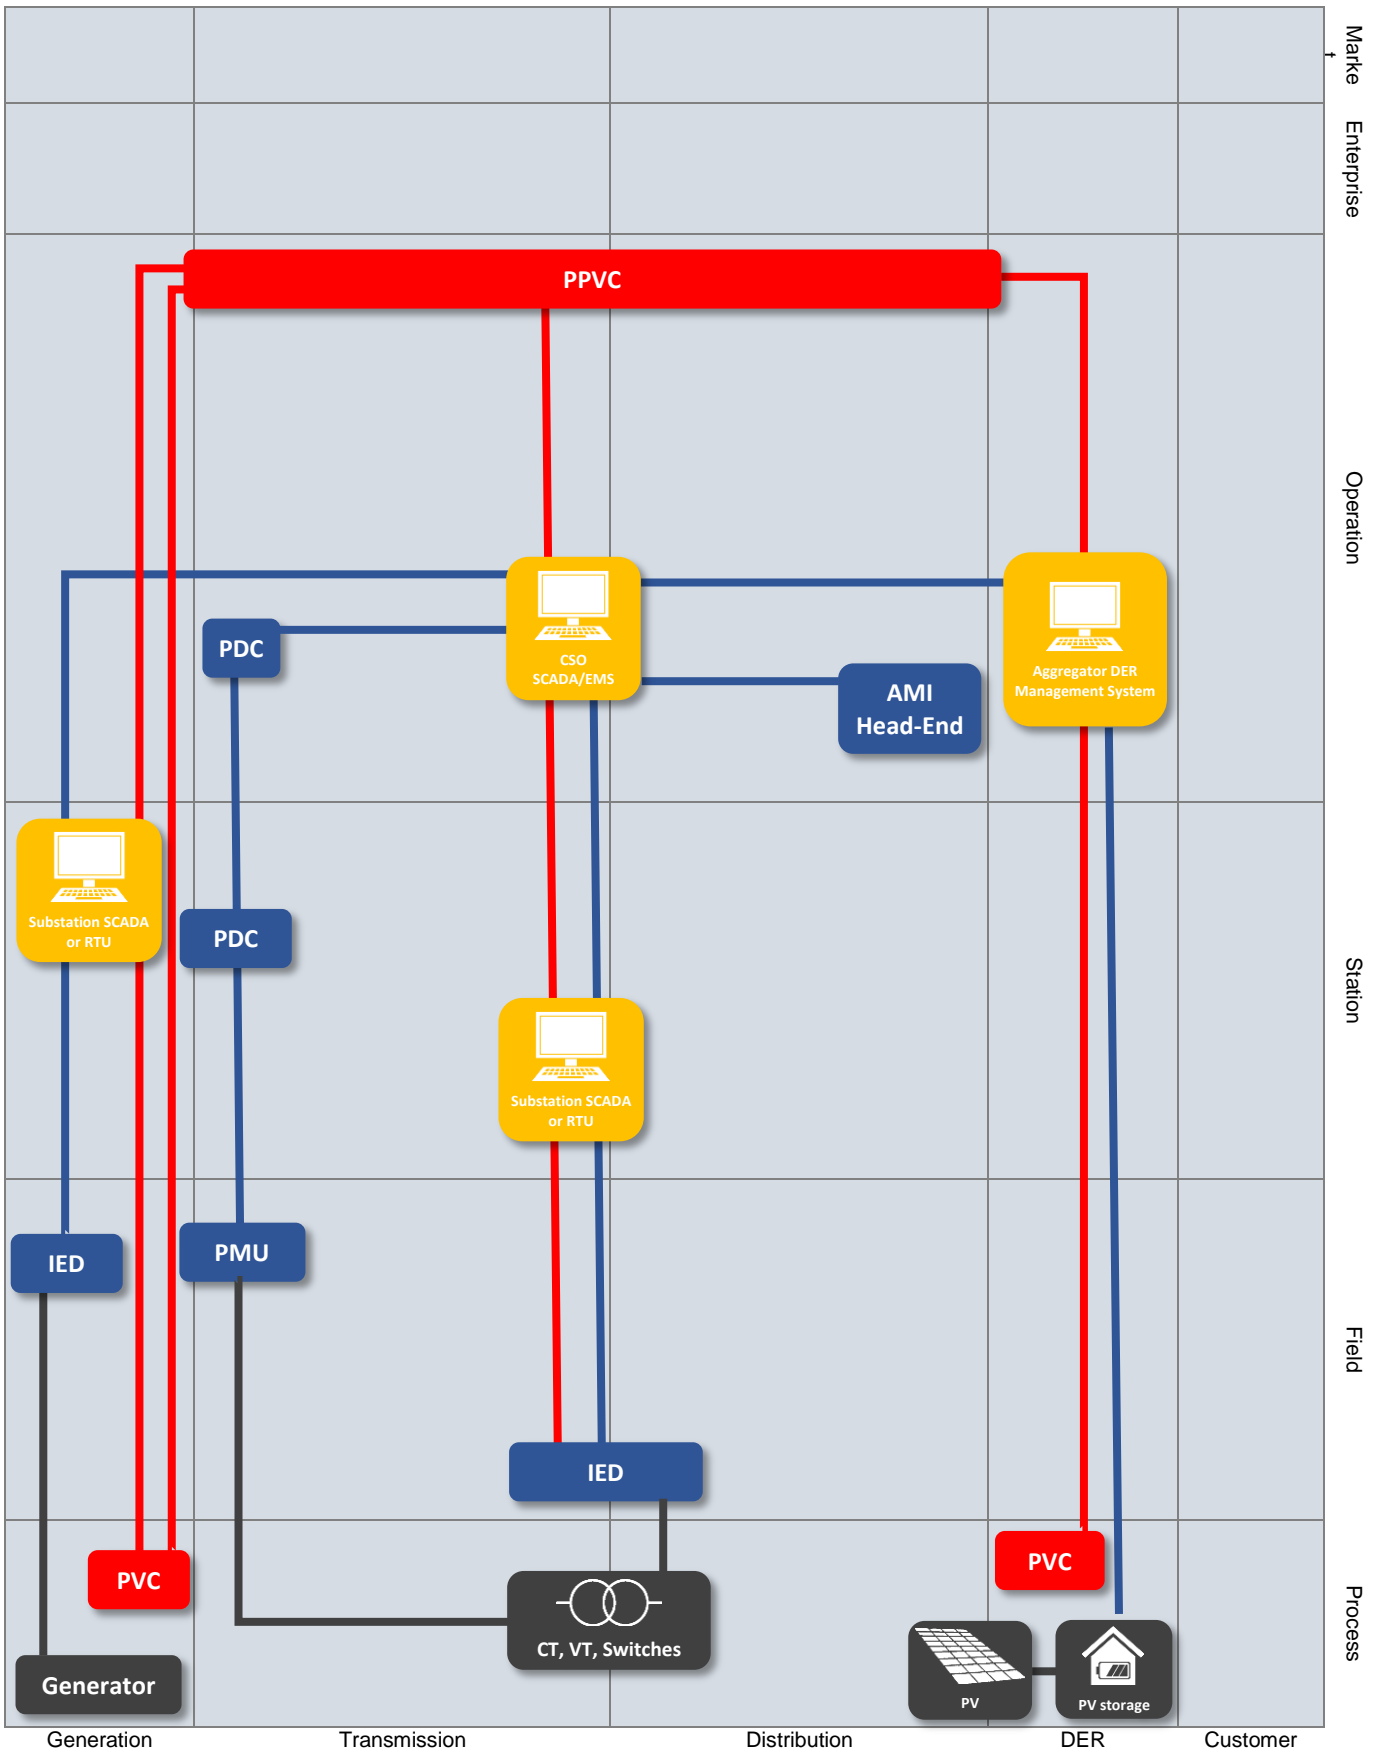 Marke
t
Enterprise
PPVC
Operation
CSO
SCADA/EMS
PDC
Aggregator DER
Management System
AMI
Head-End
Substation SCADA
or RTU
PDC
Station
Substation SCADA
or RTU
IED
PMU
Field
IED
PVC
PVC
Process
CT, VT, Switches
Generator
PV
PV storage
Generation
Transmission
Distribution
DER
Customer